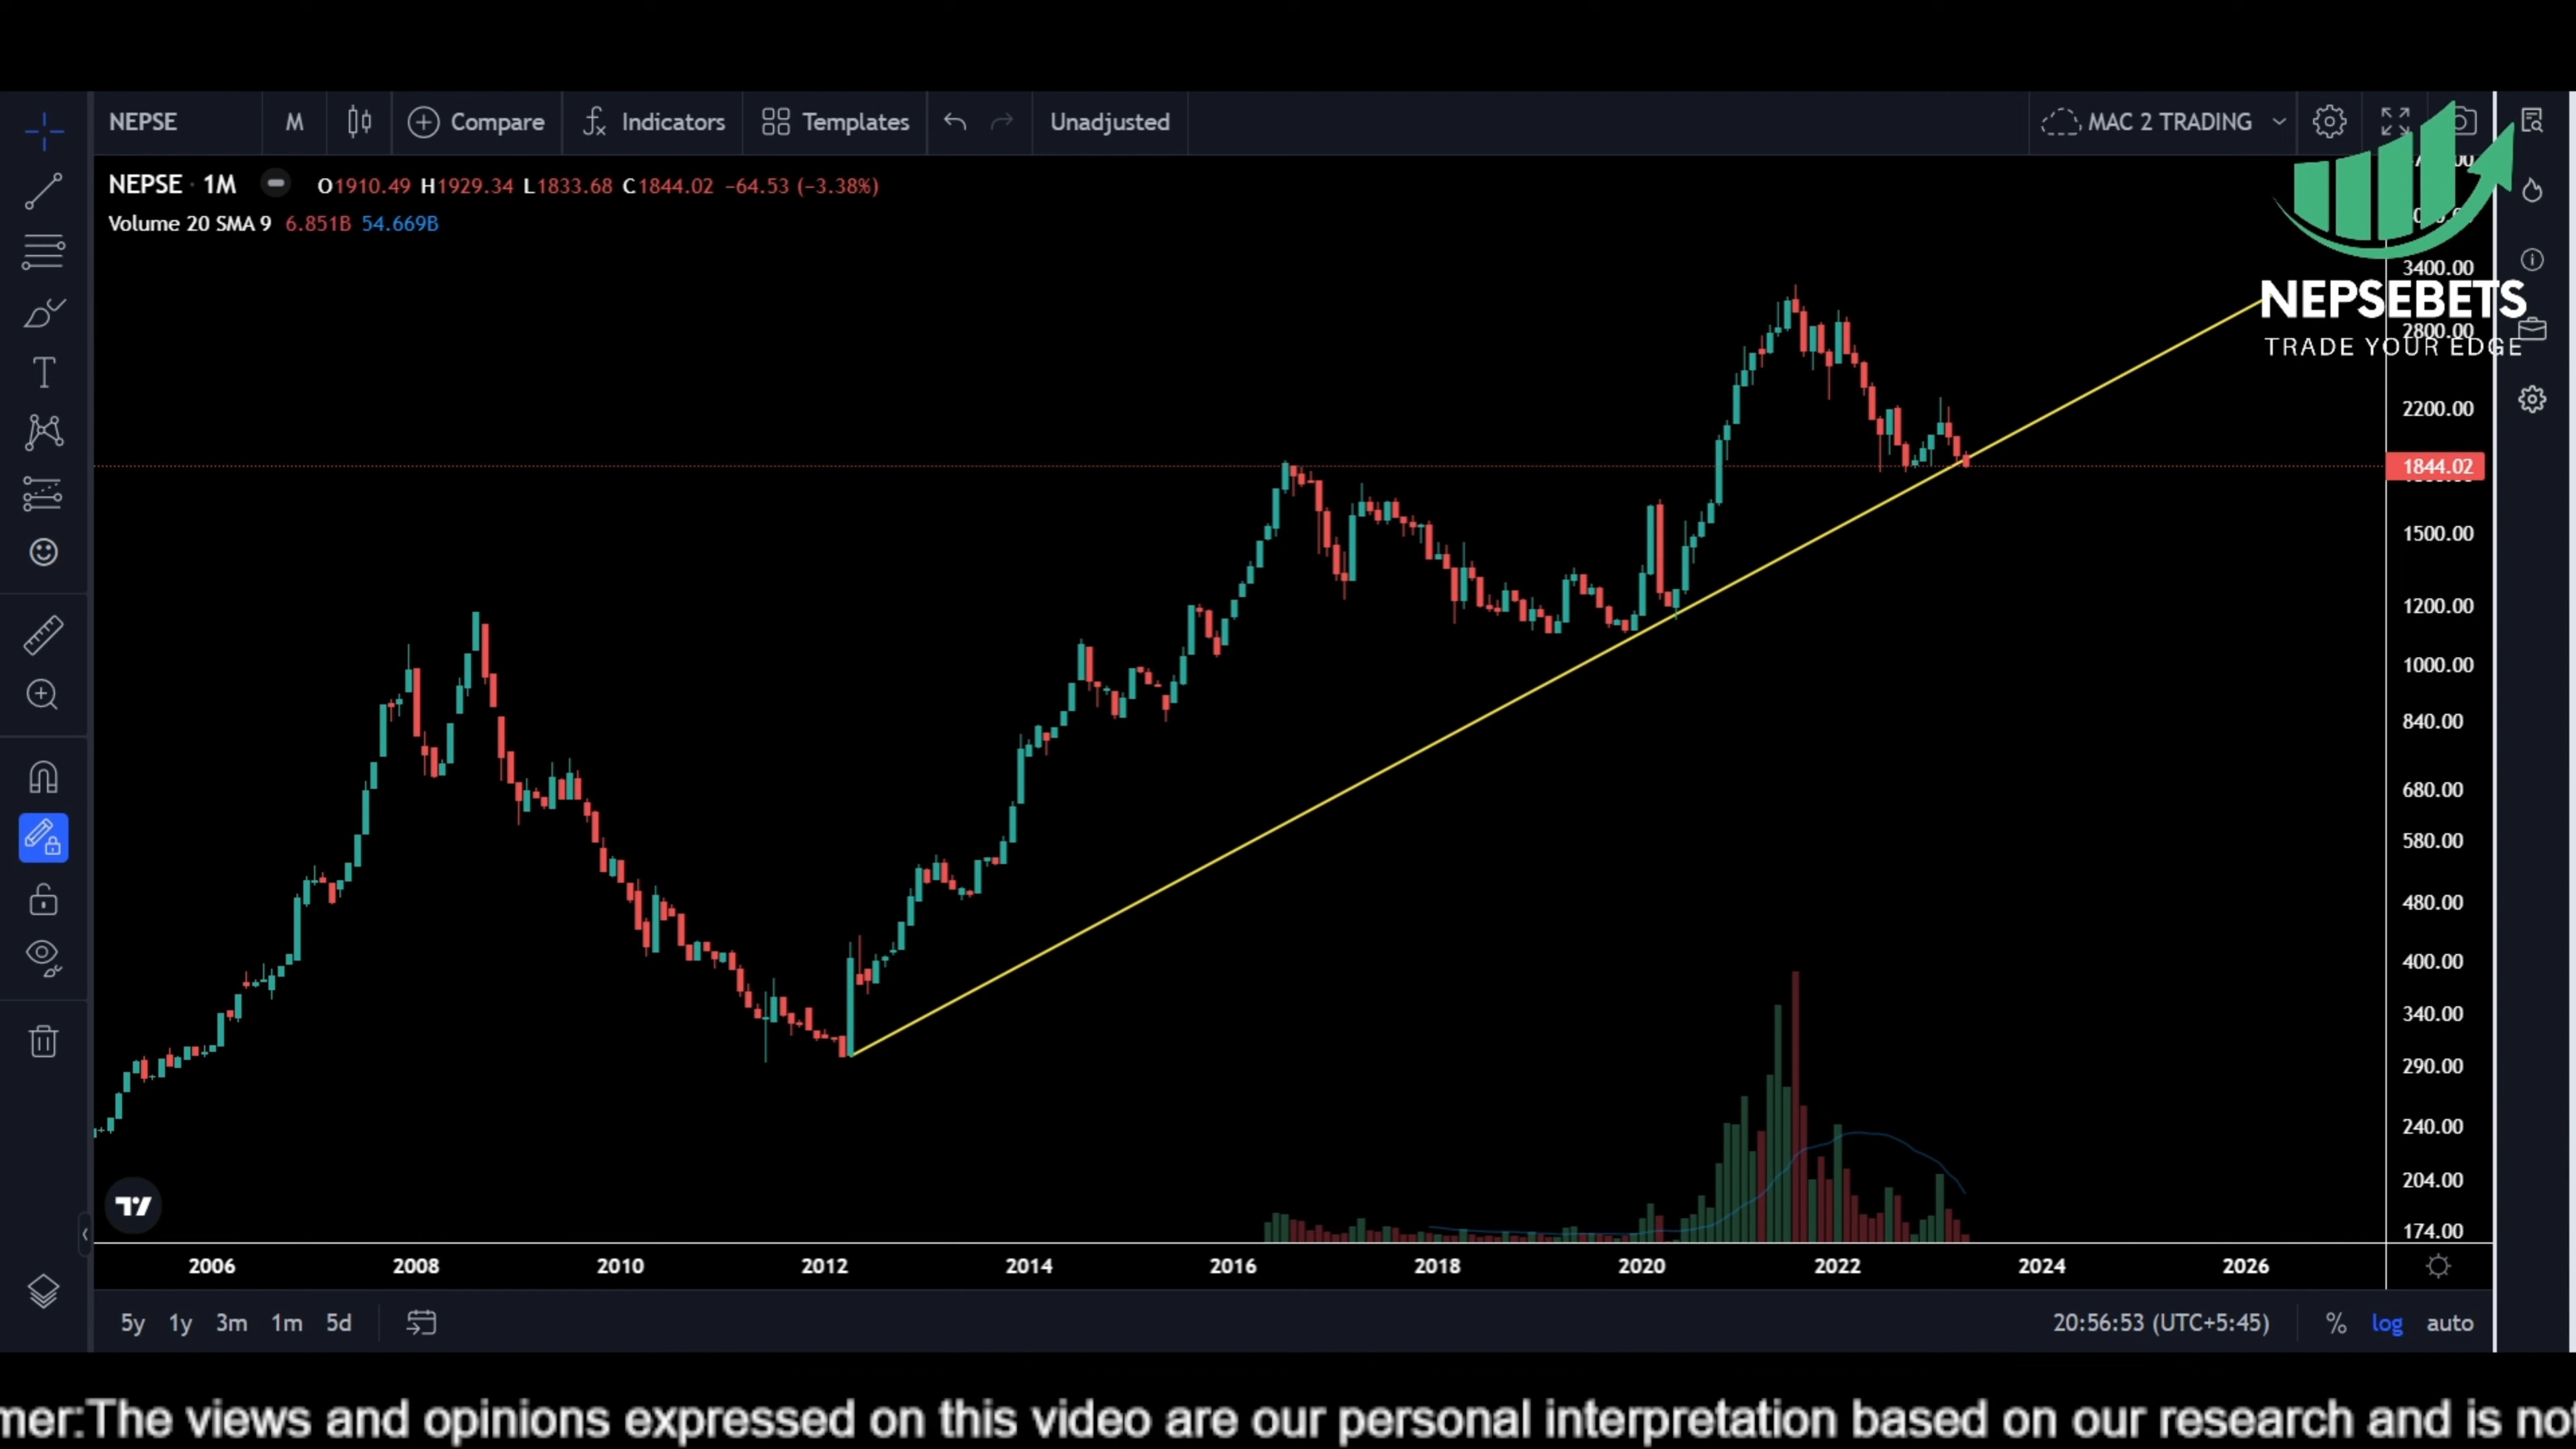 NEPSE M Compare Indicators Templates Unadjusted MAC 2 TRADING
NEPSE · 1M O1910.49 H1929.34 L1833.68 C1844.02 −64.53 (−3.38%)
Volume 20 SMA 9 6.851B 54.669B
3400.00
NEPSEBETS
2800.00
TRADE YOUR EDGE
2200.00
1844.02
1500.00
1200.00
1000.00
840.00
680.00
580.00
480.00
400.00
340.00
290.00
240.00
204.00
174.00
2006 2008 2010 2012 2014 2016 2018 2020 2022 2024 2026
5y 1y 3m 1m 5d 20:56:53 (UTC+5:45) % log auto
mer:The views and opinions expressed on this video are our personal interpretation based on our research and is not